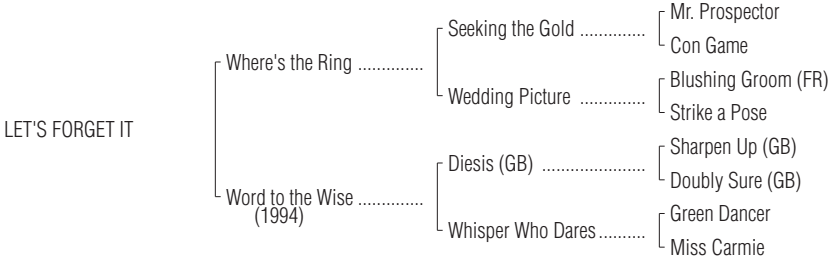 Mr. Prospector
Seeking the Gold ..............
Con Game
Where's the Ring ..............
Blushing Groom (FR)
Wedding Picture ..............
Strike a Pose
LET'S FORGET IT
Sharpen Up (GB)
Diesis (GB) ......................
Doubly Sure (GB)
Word to the Wise ..............
(1994)
Green Dancer
Whisper Who Dares ..........
Miss Carmie